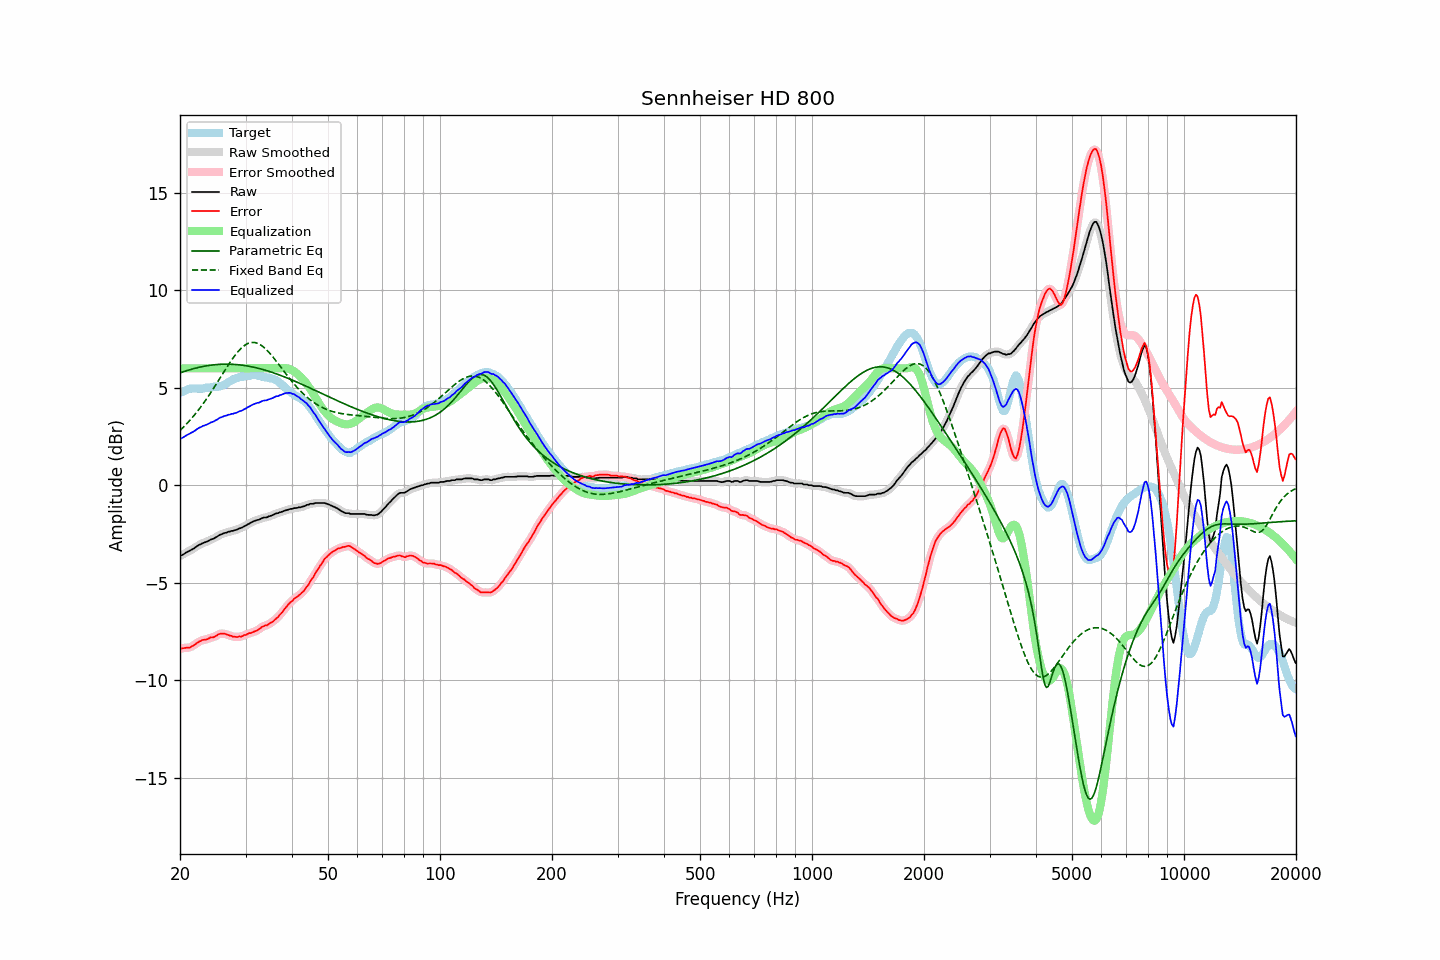 Sennheiser HD 800
Target
Raw Smoothed
Error Smoothed
Raw
Error
Equalization
Parametric Eq
Fixed Band Eq
Equalized
Amplitude (dBr)
15
10
5
0
−5
−10
−15
20 50 100 200 500 1000 2000 5000 10000 20000
Frequency (Hz)